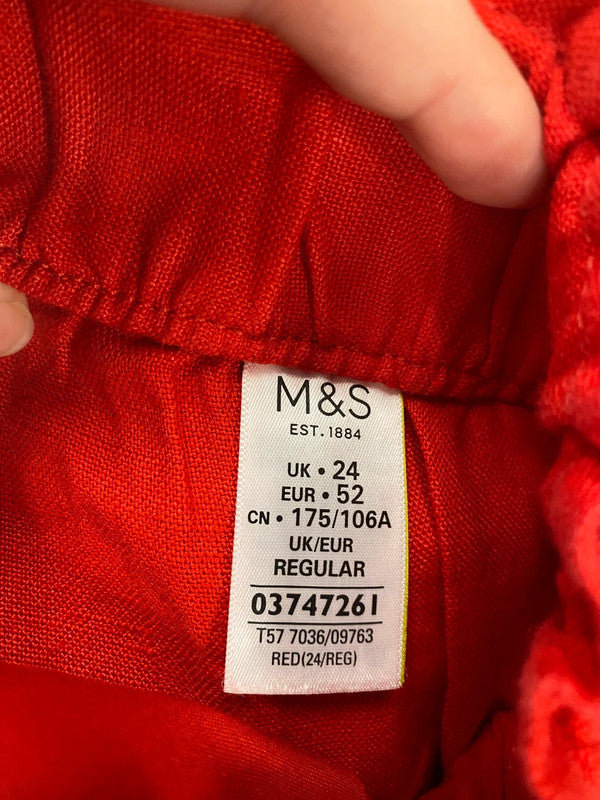 M&S
EST. 1884
UK • 24
EUR • 52
CN • 175/106A
UK/EUR
REGULAR
03747261
T57 7036/09763
RED(24/REG)